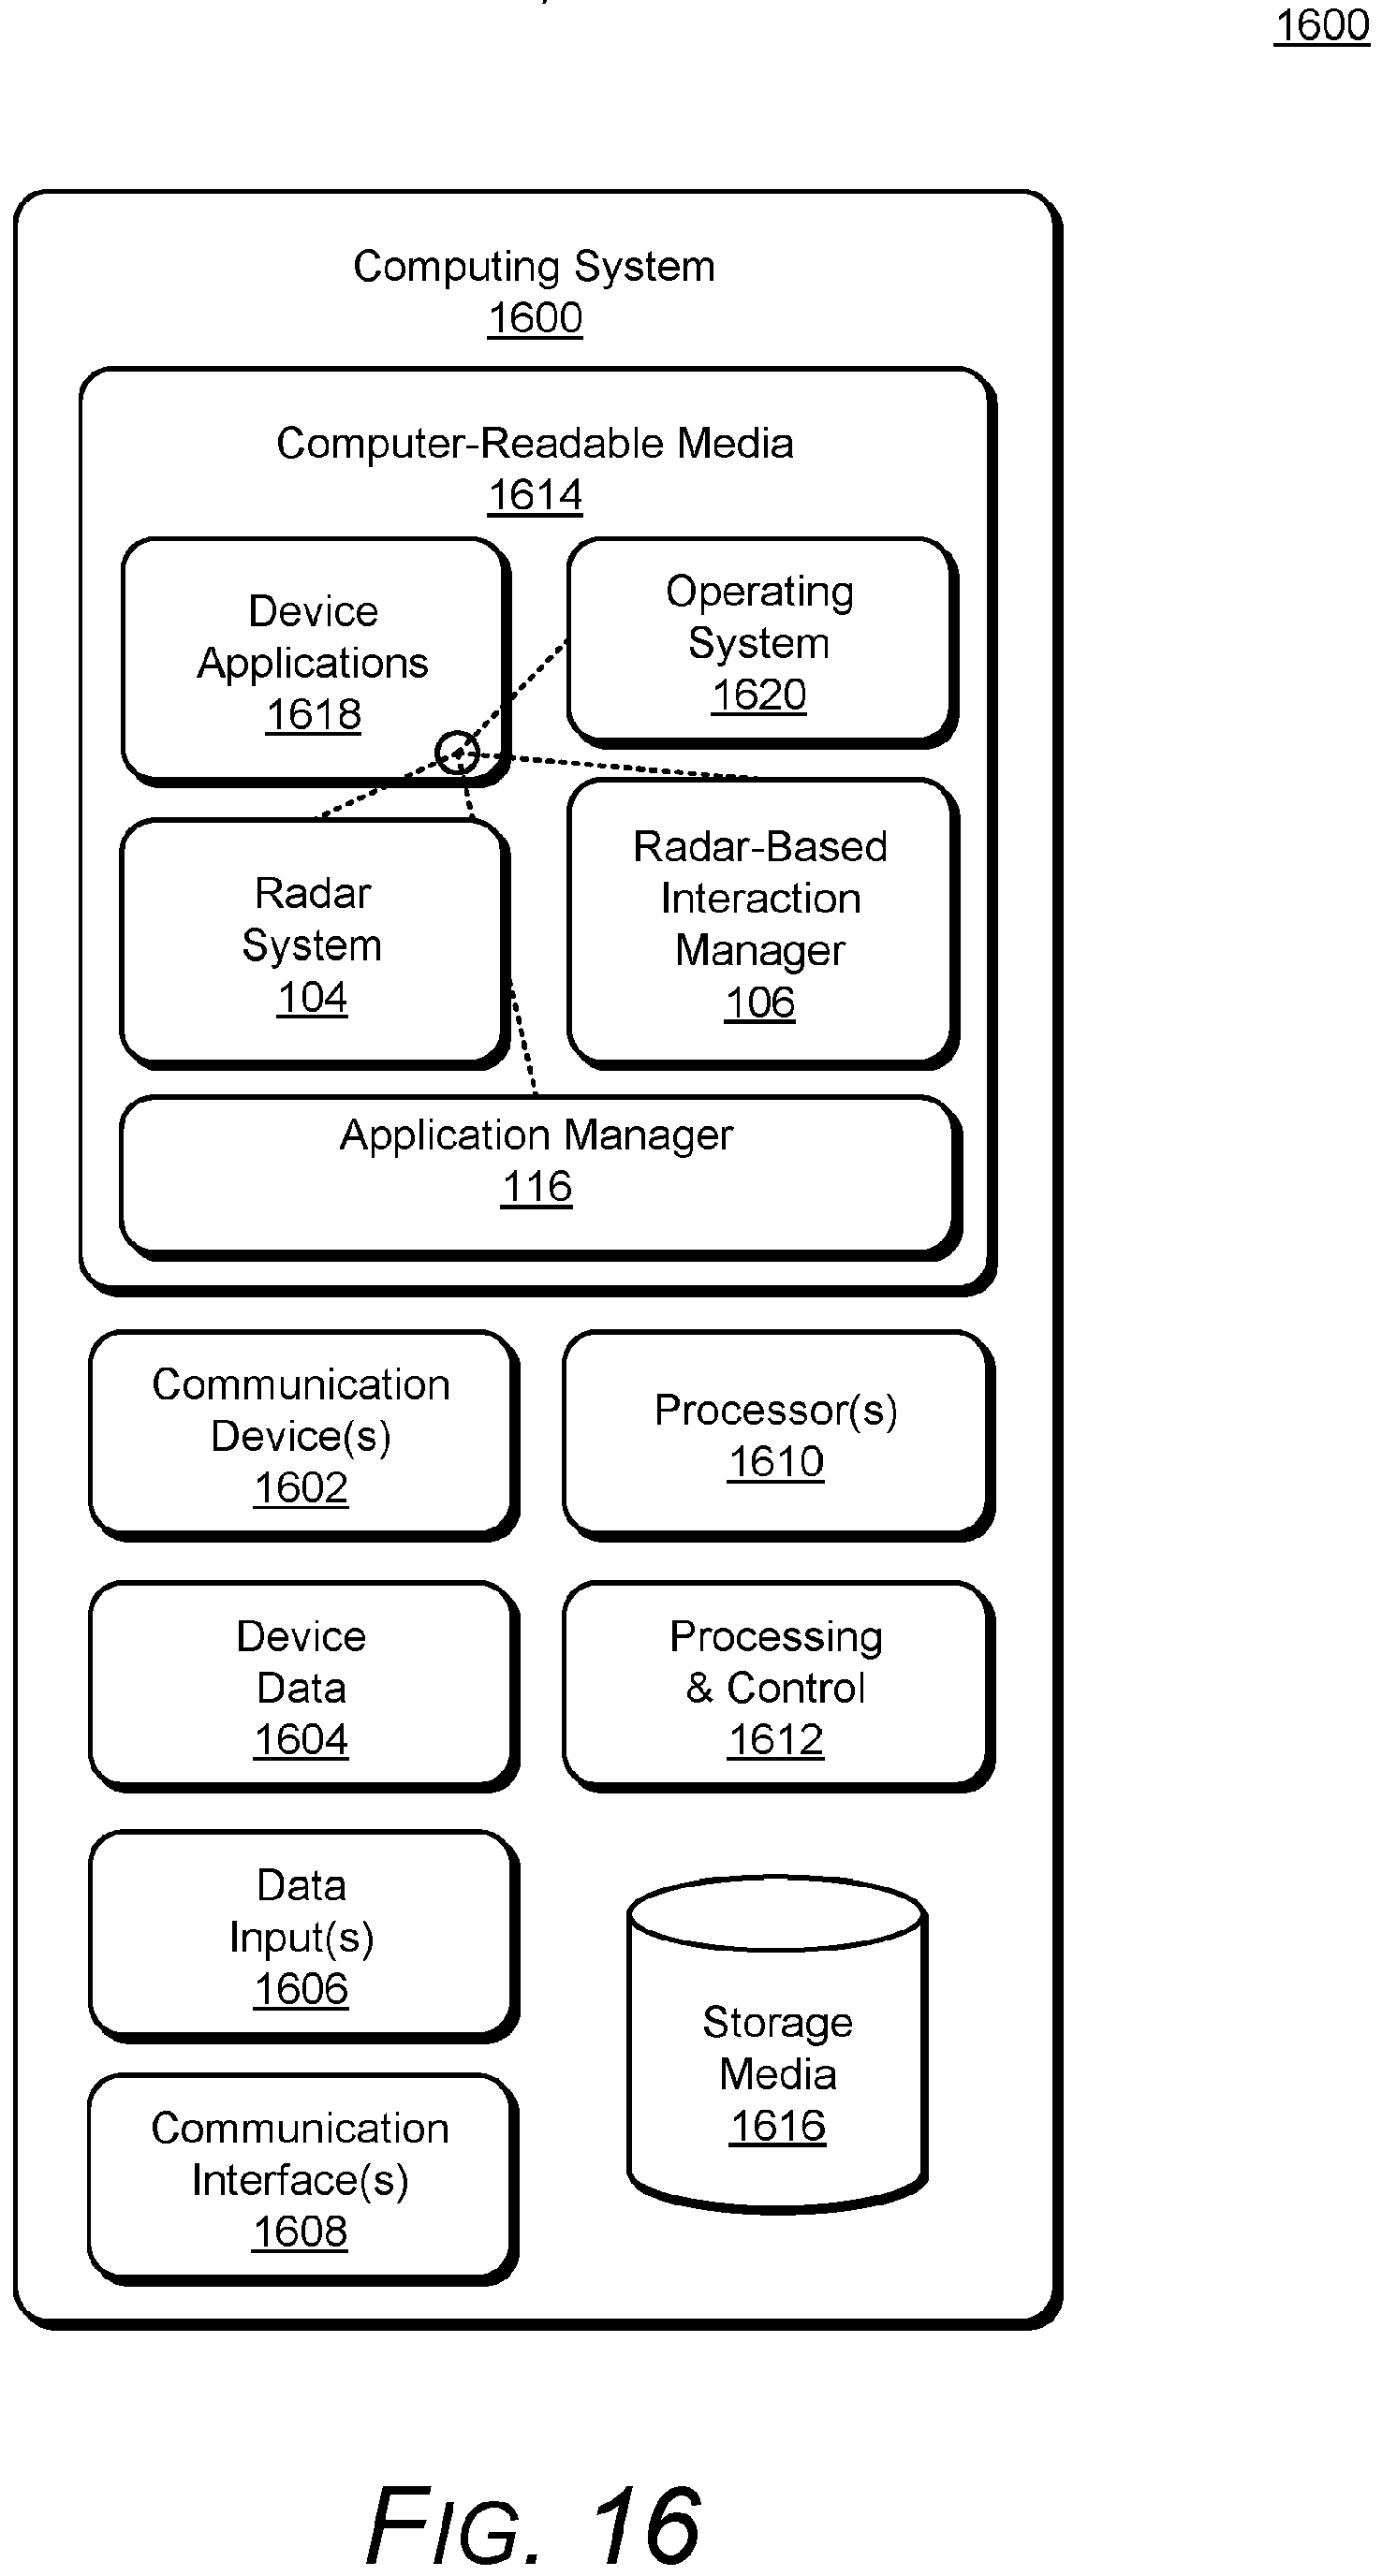 1600
Computing System
1600
Computer-Readable Media
1614
Device
Applications
1618
Operating
System
1620
Radar
System
104
Radar-Based
Interaction
Manager
106
Application Manager
116
Communication
Device(s)
1602
Processor(s)
1610
Device
Data
1604
Processing
& Control
1612
Data
Input(s)
1606
Storage
Media
1616
Communication
Interface(s)
1608
FIG. 16